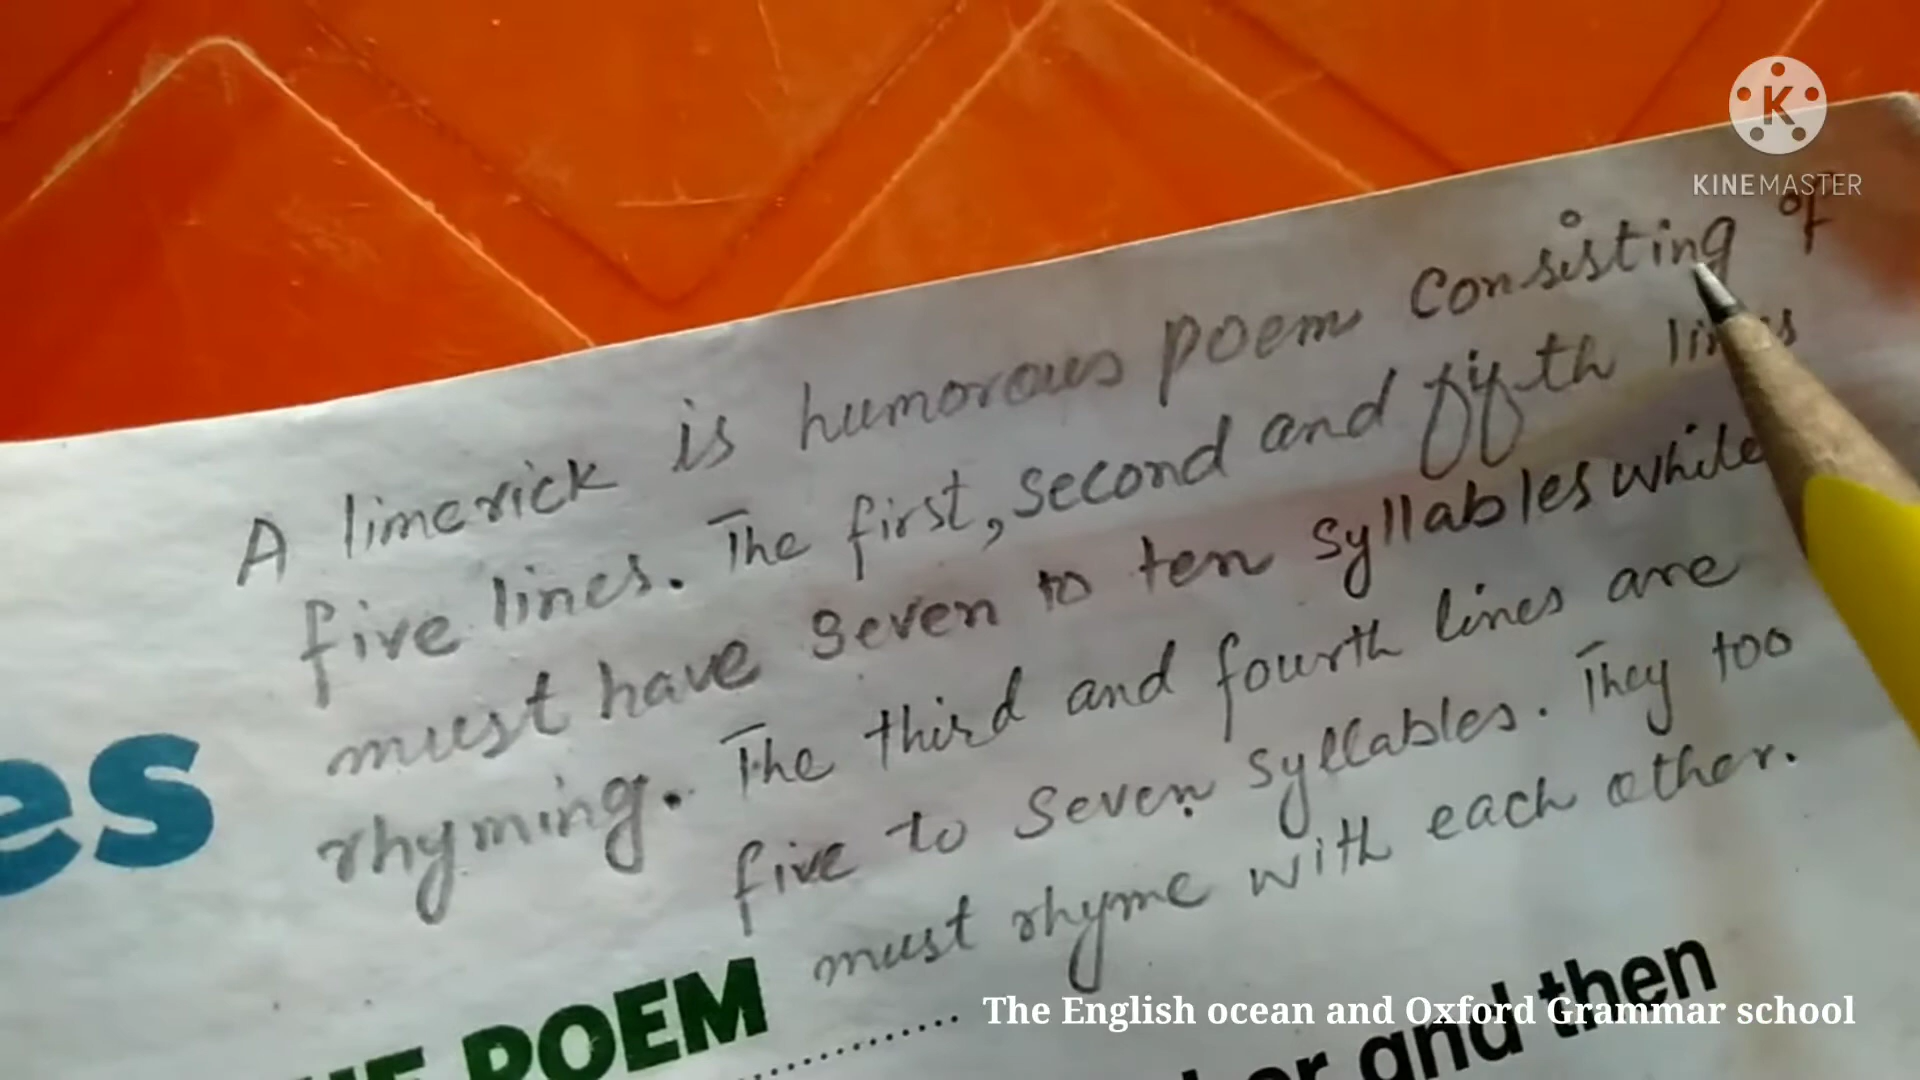 K
KINEMASTER
A limerick is humorous poem consisting of
five lines. The first, second and fifth lines
must have seven to ten syllables while
rhyming. The third and fourth lines are
five to seven syllables. They too
must rhyme with each other.
es
POEM
and then
The English ocean and Oxford Grammar school